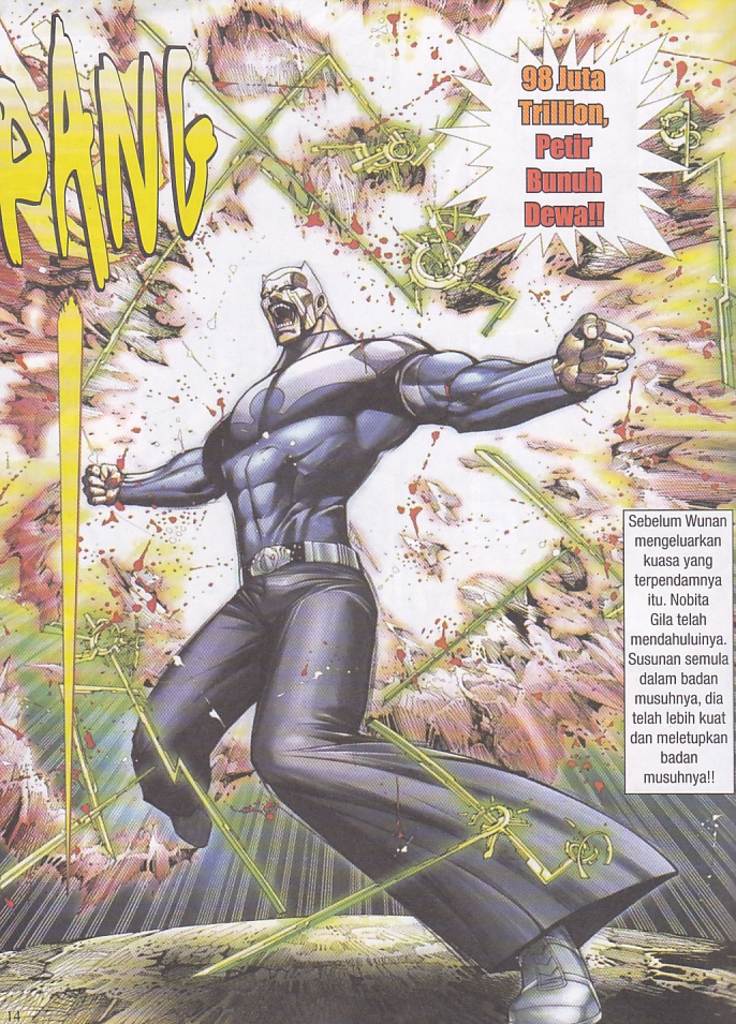 PANG
98 Juta
Trillion,
Petir
Bunuh
Dewa!!
Sebelum Wunan
mengeluarkan
kuasa yang
terpendamnya
itu. Nobita
Gila telah
mendahuluinya.
Susunan semula
dalam badan
musuhnya, dia
telah lebih kuat
dan meletupkan
badan
musuhnya!!
14